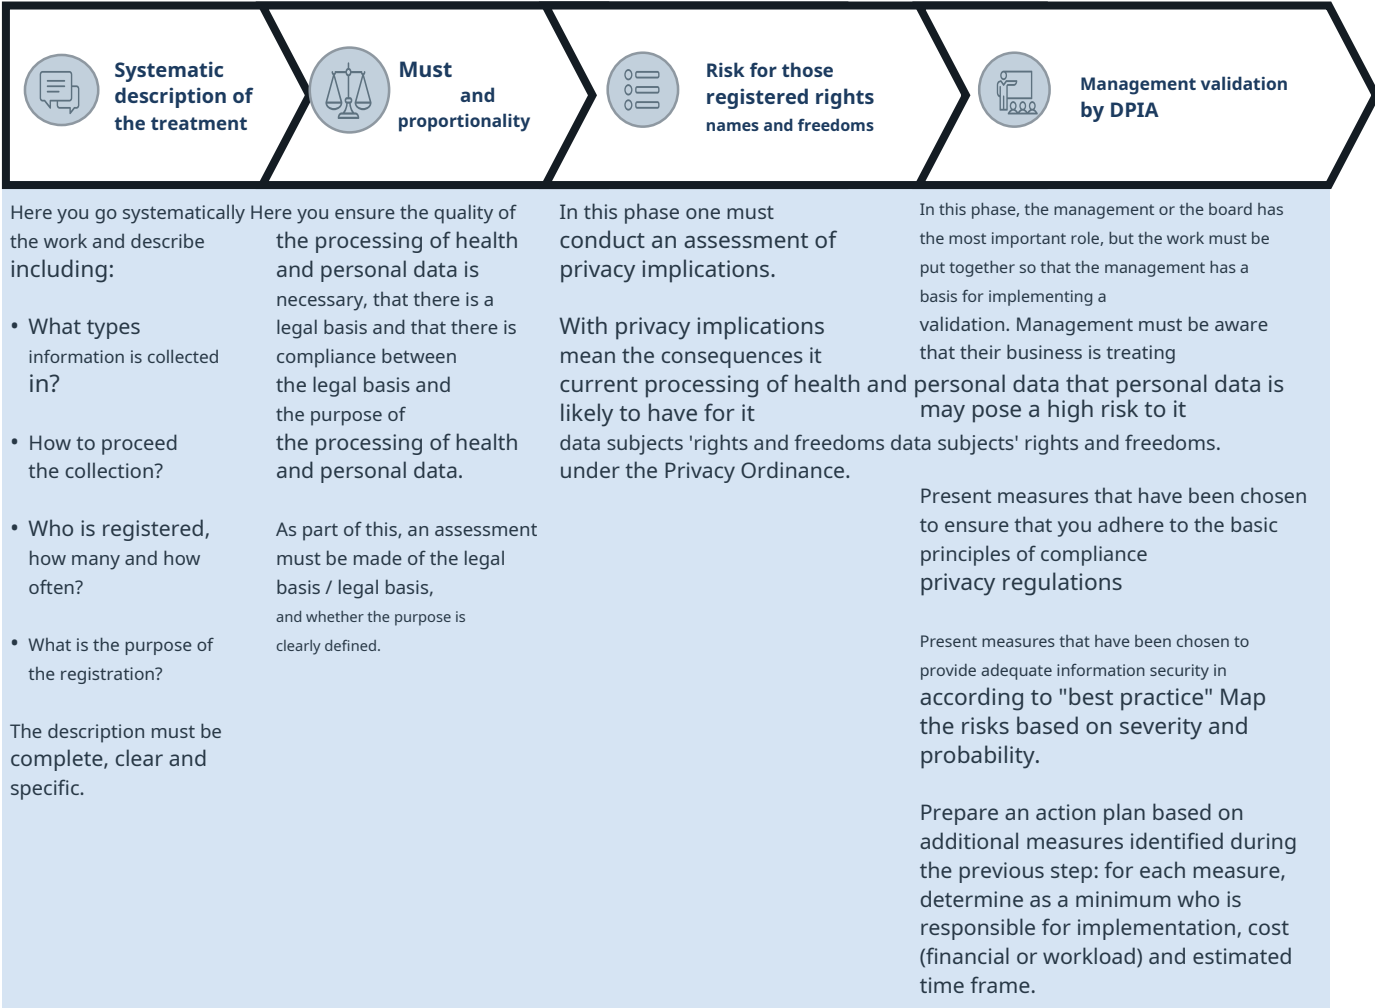 Systematic
description of
the treatment
Must
and
proportionality
Risk for those
registered rights
names and freedoms
Management validation
by DPIA
Here you go systematically
the work and describe
including:
• What types
information is collected
in?
• How to proceed
the collection?
• Who is registered,
how many and how
often?
• What is the purpose of
the registration?
The description must be
complete, clear and
specific.
Here you ensure the quality of
the processing of health
and personal data is
necessary, that there is a
legal basis and that there is
compliance between
the legal basis and
the purpose of
the processing of health
and personal data.
As part of this, an assessment
must be made of the legal
basis / legal basis,
and whether the purpose is
clearly defined.
In this phase one must
conduct an assessment of
privacy implications.
With privacy implications
mean the consequences it
current processing of health and personal data that personal data is
likely to have for it
data subjects 'rights and freedoms data subjects' rights and freedoms.
under the Privacy Ordinance.
In this phase, the management or the board has
the most important role, but the work must be
put together so that the management has a
basis for implementing a
validation. Management must be aware
that their business is treating
may pose a high risk to it
Present measures that have been chosen
to ensure that you adhere to the basic
principles of compliance
privacy regulations
Present measures that have been chosen to
provide adequate information security in
according to "best practice" Map
the risks based on severity and
probability.
Prepare an action plan based on
additional measures identified during
the previous step: for each measure,
determine as a minimum who is
responsible for implementation, cost
(financial or workload) and estimated
time frame.